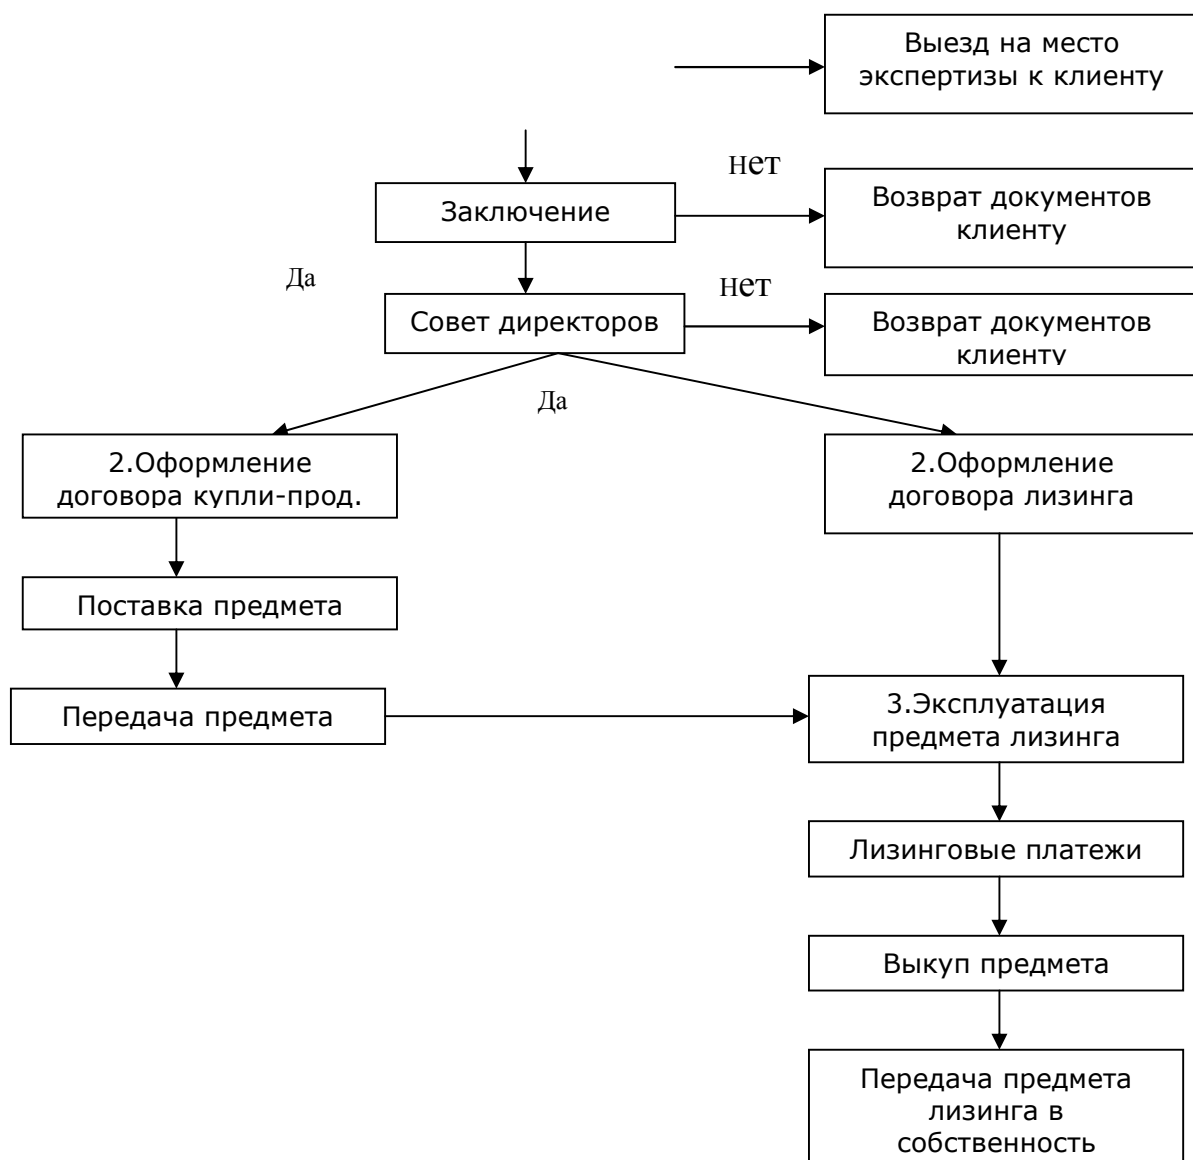 Выезд на место
экспертизы к клиенту
нет
Заключение
Возврат документов
клиенту
Да
нет
Совет директоров
Возврат документов
клиенту
Да
2.Оформление
договора купли-прод.
2.Оформление
договора лизинга
Поставка предмета
Передача предмета
3.Эксплуатация
предмета лизинга
Лизинговые платежи
Выкуп предмета
Передача предмета
лизинга в
собственность